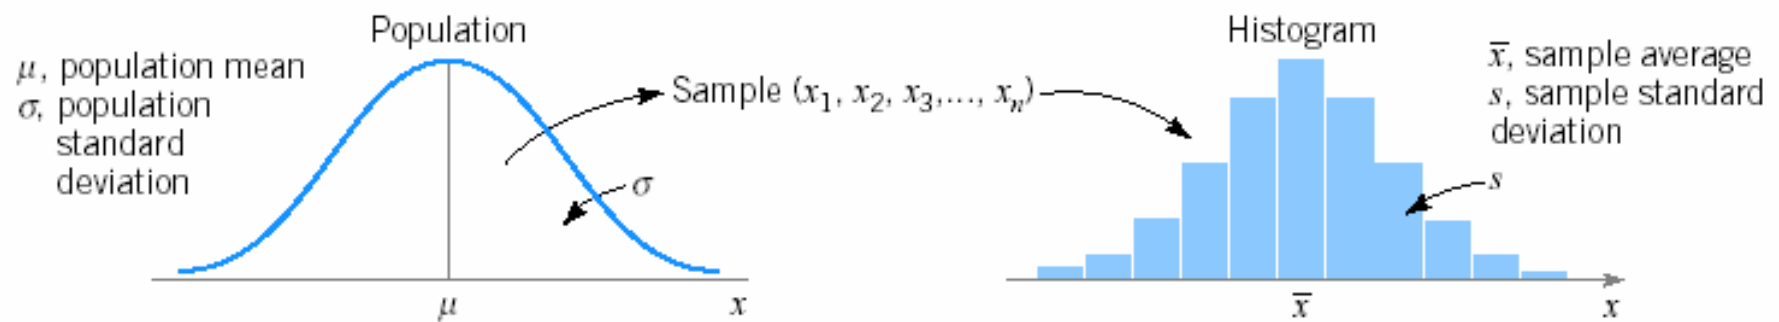 Population
μ, population mean
σ, population
standard
deviation
σ
μ
x
Sample (x₁, x₂, x₃,..., xₙ)
Histogram
x̄, sample average
s, sample standard
deviation
s
x̄
x